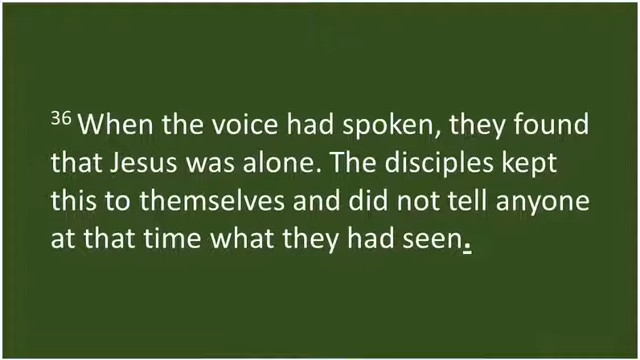 36 When the voice had spoken, they found
that Jesus was alone. The disciples kept
this to themselves and did not tell anyone
at that time what they had seen.